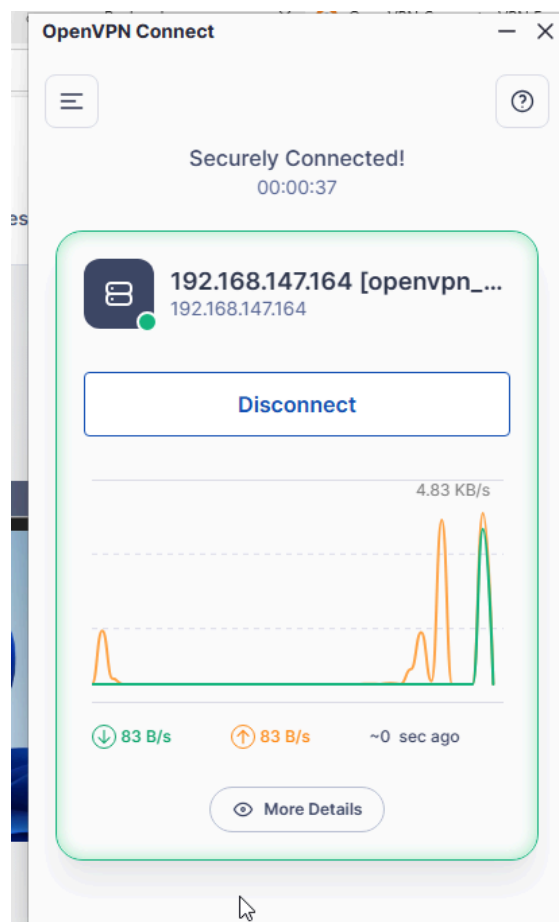 OpenVPN Connect
Securely Connected!
00:00:37
es
192.168.147.164 [openvpn_...
192.168.147.164
Disconnect
4.83 KB/s
83 B/s
83 B/s
~0 sec ago
More Details